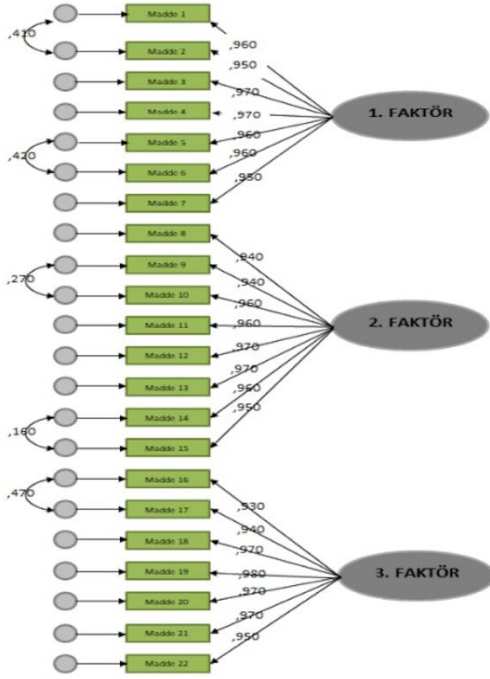 Madde 1
,960
,410
Madde 2
,950
Madde 3
,970
1. FAKTÖR
Madde 4
,970
Madde 5
,960
,420
,960
Madde 6
,950
Madde 7
Madde 8
,940
Madde 9
,940
,270
Madde 10
,960
Madde 11
,960
2. FAKTÖR
Madde 12
,970
,970
Madde 13
,960
,950
Madde 14
,160
Madde 15
Madde 16
,470
,930
Madde 17
,940
Madde 18
,970
Madde 19
,980
3. FAKTÖR
,970
Madde 20
,970
Madde 21
,950
Madde 22